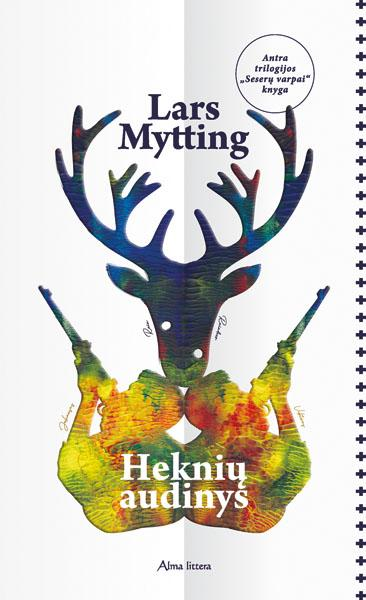 Antra
trilogijos
„Seserų varpai“
knyga
Lars
Mytting
Heknių
audinys
Alma littera